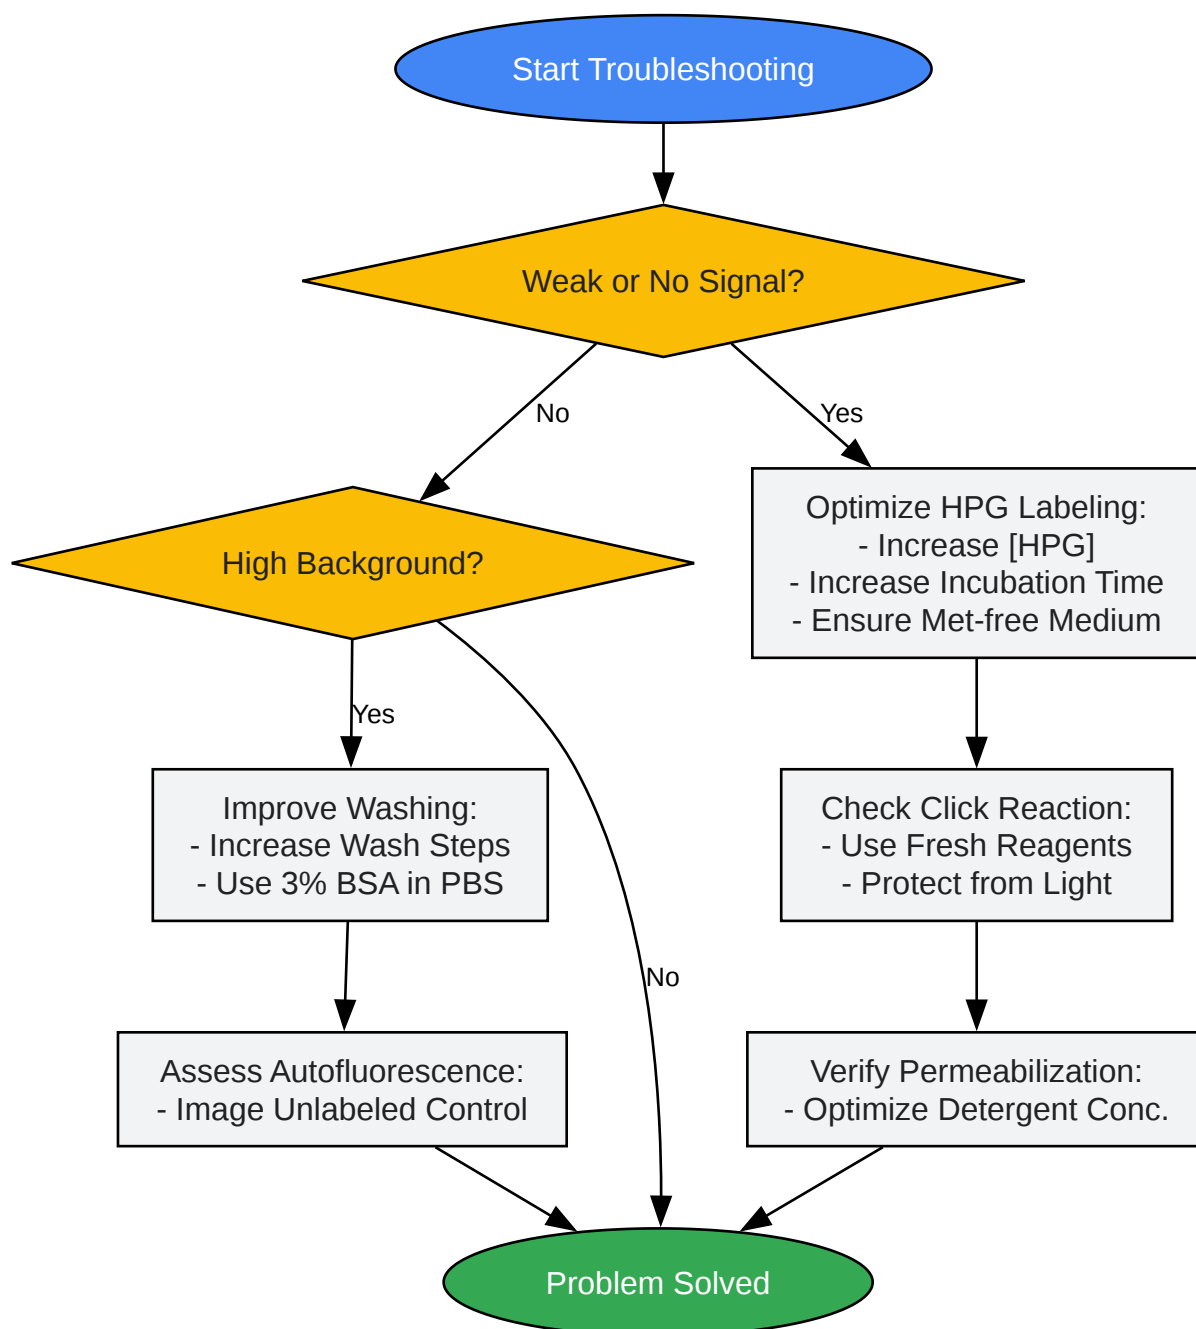 Start Troubleshooting
Weak or No Signal?
No
Yes
High Background?
Optimize HPG Labeling:
- Increase [HPG]
- Increase Incubation Time
- Ensure Met-free Medium
Yes
Improve Washing:
- Increase Wash Steps
- Use 3% BSA in PBS
Check Click Reaction:
- Use Fresh Reagents
- Protect from Light
No
Assess Autofluorescence:
- Image Unlabeled Control
Verify Permeabilization:
- Optimize Detergent Conc.
Problem Solved